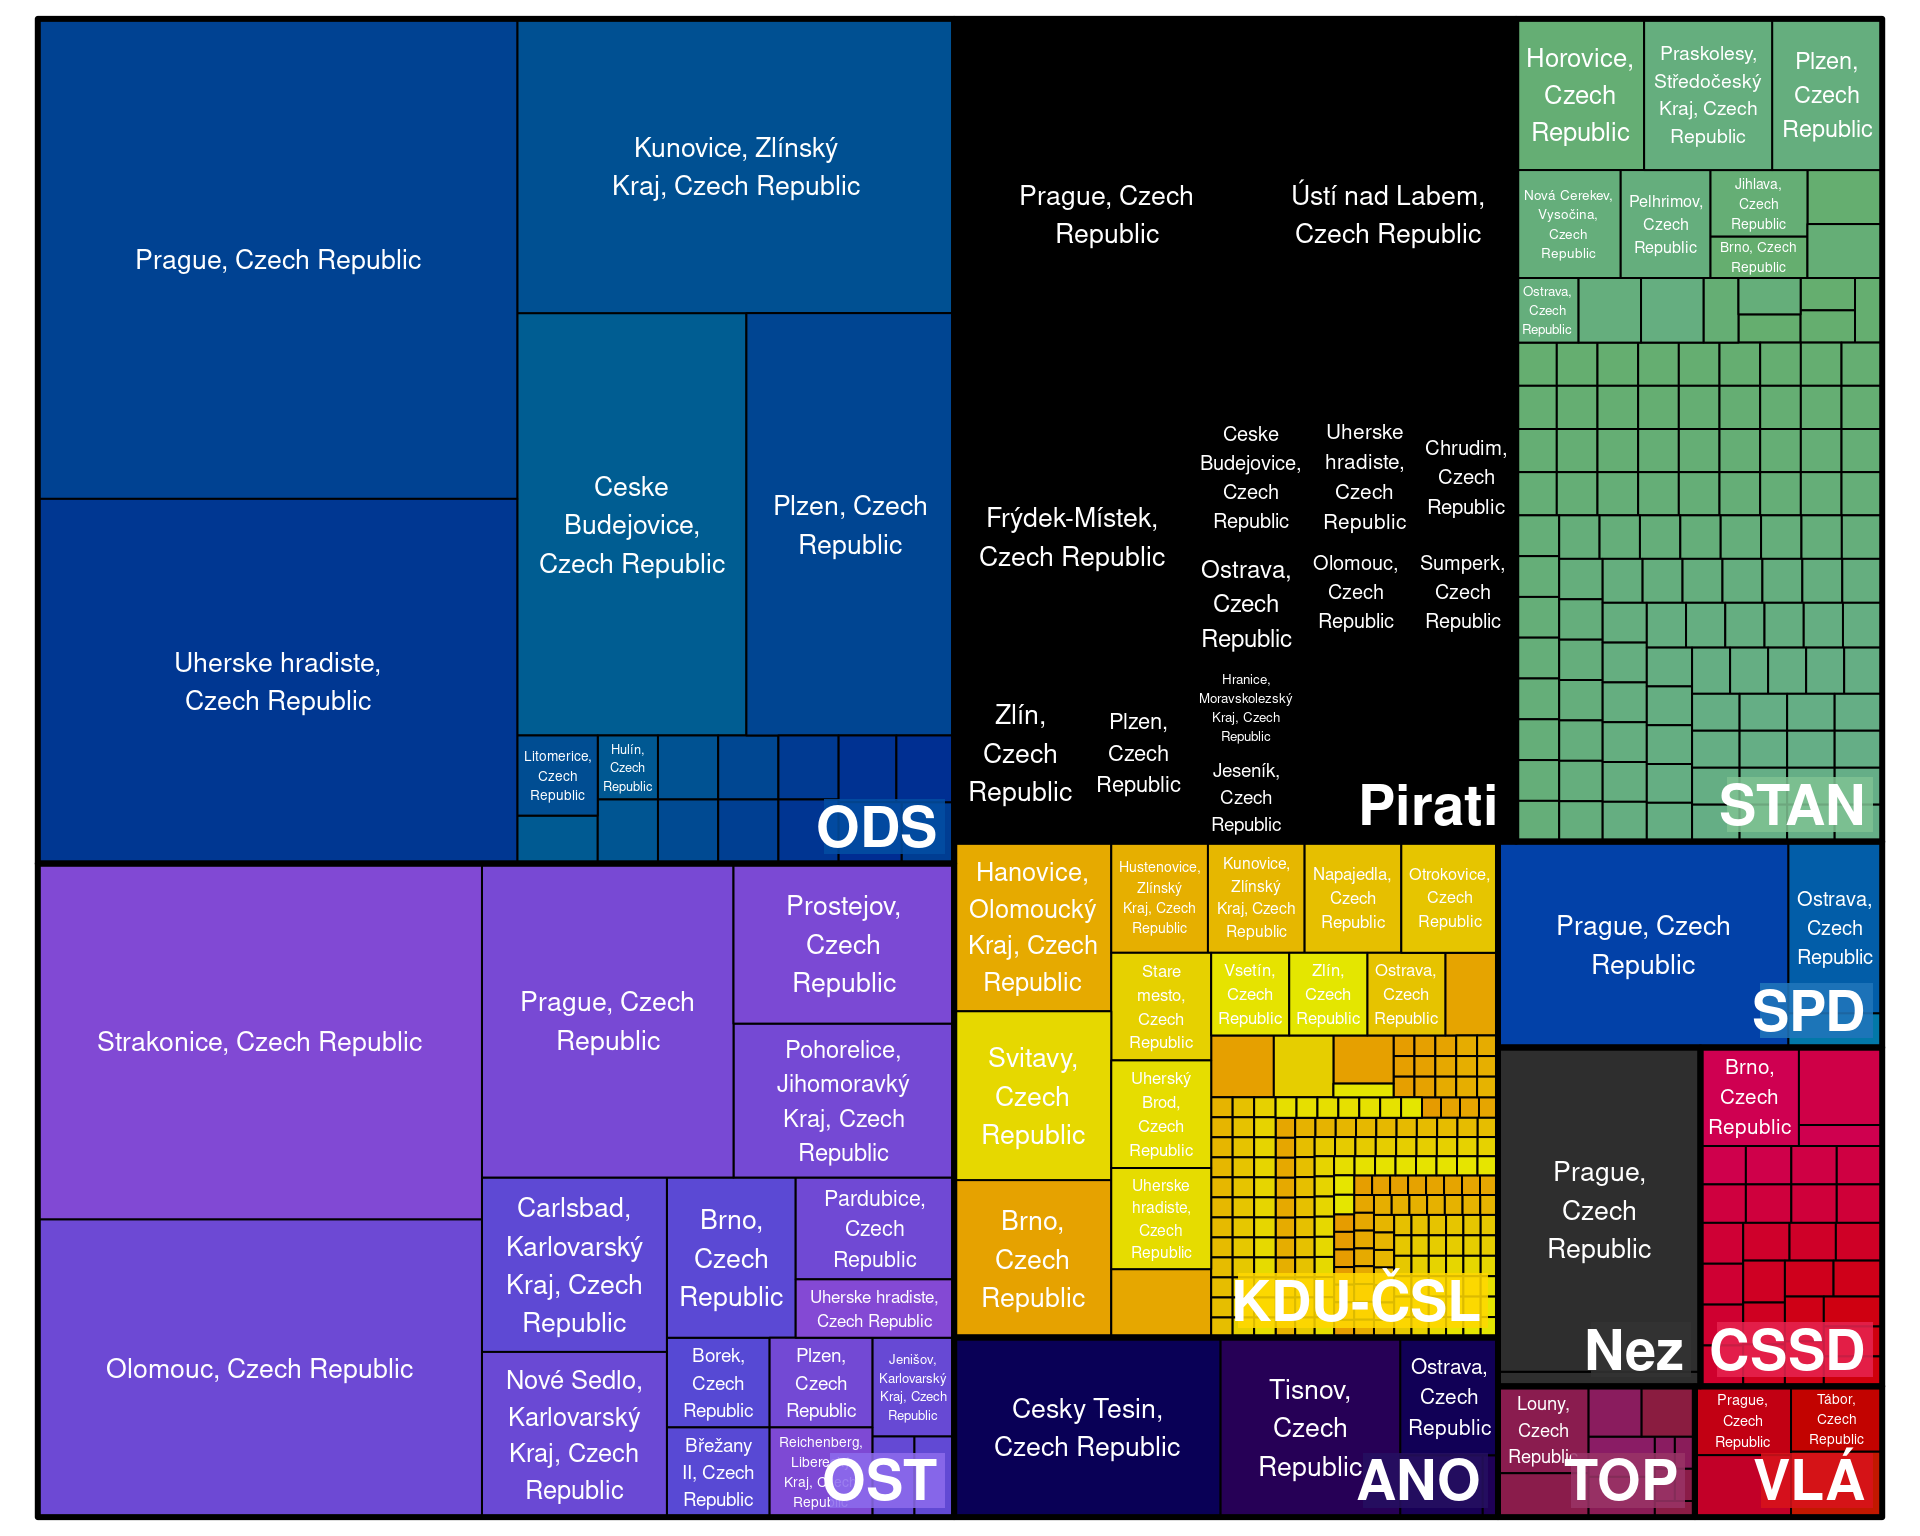 Prague, Czech Republic
Kunovice, Zlínský
Kraj, Czech Republic
Uherske hradiste,
Czech Republic
Ceske
Budejovice,
Czech Republic
Plzen, Czech
Republic
Litomerice,
Czech
Republic
Hulín,
Czech
Republic
ODS
Prague, Czech
Republic
Ústí nad Labem,
Czech Republic
Frýdek-Místek,
Czech Republic
Ceske
Budejovice,
Czech
Republic
Uherske
hradiste,
Czech
Republic
Chrudim,
Czech
Republic
Ostrava,
Czech
Republic
Olomouc,
Czech
Republic
Sumperk,
Czech
Republic
Zlín,
Czech
Republic
Plzen,
Czech
Republic
Hranice,
Moravskolezský
Kraj, Czech
Republic
Jeseník,
Czech
Republic
Pirati
Horovice,
Czech
Republic
Praskolesy,
Středočeský
Kraj, Czech
Republic
Plzen,
Czech
Republic
Nová Cerekev,
Vysočina,
Czech
Republic
Pelhrimov,
Czech
Republic
Jihlava,
Czech
Republic
Brno, Czech
Republic
Ostrava,
Czech
Republic
STAN
Strakonice, Czech Republic
Olomouc, Czech Republic
Prague, Czech
Republic
Prostejov,
Czech
Republic
Pohorelice,
Jihomoravký
Kraj, Czech
Republic
Carlsbad,
Karlovarský
Kraj, Czech
Republic
Brno,
Czech
Republic
Pardubice,
Czech
Republic
Uherske hradiste,
Czech Republic
Nové Sedlo,
Karlovarský
Kraj, Czech
Republic
Borek,
Czech
Republic
Plzen,
Czech
Republic
Jenišov,
Karlovarský
Kraj, Czech
Republic
Břežany
II, Czech
Republic
Reichenberg,
Kraj,
OST
Hanovice,
Olomoucký
Kraj, Czech
Republic
Hustenovice,
Zlínský
Kraj, Czech
Republic
Kunovice,
Zlínský
Kraj, Czech
Republic
Napajedla,
Czech
Republic
Otrokovice,
Czech
Republic
Svitavy,
Czech
Republic
Stare
mesto,
Czech
Republic
Vsetín,
Czech
Republic
Zlín,
Czech
Republic
Ostrava,
Czech
Republic
Uherský
Brod,
Czech
Republic
Brno,
Czech
Republic
Uherske
hradiste,
Czech
Republic
KDU-ČSL
Cesky Tesin,
Czech Republic
Tisnov,
Czech
Republic
Ostrava,
Czech
Republic
ANO
Prague, Czech
Republic
Ostrava,
Czech
Republic
SPD
Prague,
Czech
Republic
Nez
Brno,
Czech
Republic
CSSD
Louny,
Czech
Republic
TOP
Prague,
Czech
Republic
Tábor,
Czech
Republic
VLÁ